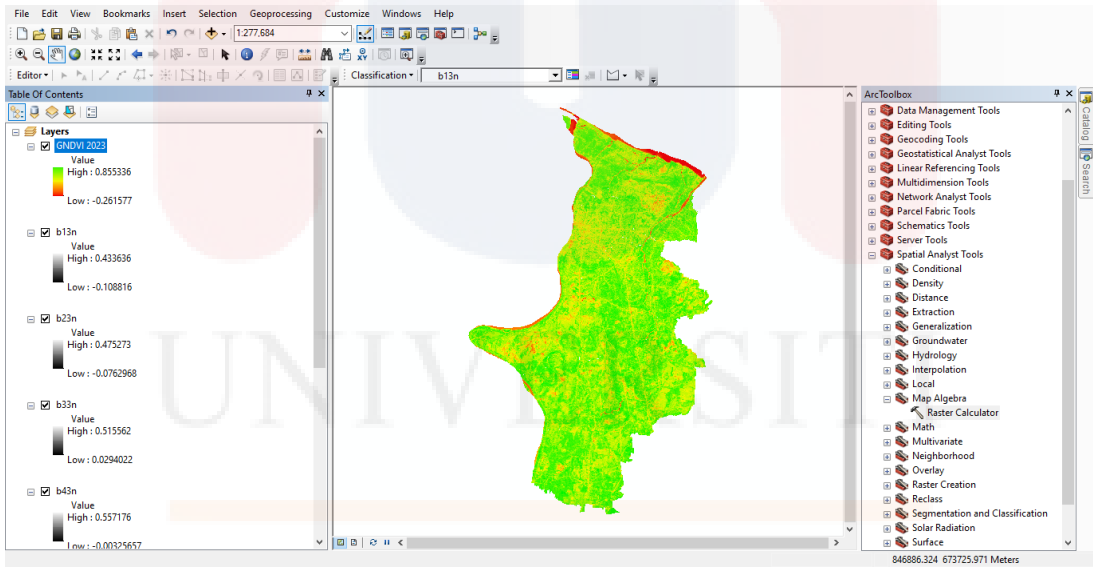 File Edit View Bookmarks Insert Selection Geoprocessing Customize Windows Help
1:277,684
Editor Classification b13n
Table Of Contents
Layers
GNDVI 2023
Value
High : 0.855336
Low : -0.261577
b13n
Value
High : 0.433636
Low : -0.108816
b23n
Value
High : 0.475273
Low : -0.0762968
b33n
Value
High : 0.515562
Low : 0.0294022
b43n
Value
High : 0.557176
Low : -0.00325657
UNIVERSIT
ArcToolbox
Data Management Tools
Editing Tools
Geocoding Tools
Geostatistical Analyst Tools
Linear Referencing Tools
Multidimension Tools
Network Analyst Tools
Parcel Fabric Tools
Schematics Tools
Server Tools
Spatial Analyst Tools
Conditional
Density
Distance
Extraction
Generalization
Groundwater
Hydrology
Interpolation
Local
Map Algebra
Raster Calculator
Math
Multivariate
Neighborhood
Overlay
Raster Creation
Reclass
Segmentation and Classification
Solar Radiation
Surface
Catalog
Search
846886.324 673725.971 Meters